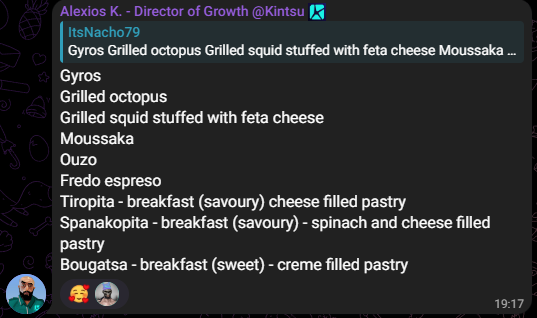 Alexios K. - Director of Growth @Kintsu
ItsNacho79
Gyros Grilled octopus Grilled squid stuffed with feta cheese Moussaka ...
Gyros
Grilled octopus
Grilled squid stuffed with feta cheese
Moussaka
Ouzo
Fredo espreso
Tiropita - breakfast (savoury) cheese filled pastry
Spanakopita - breakfast (savoury) - spinach and cheese filled
pastry
Bougatsa - breakfast (sweet) - creme filled pastry
19:17